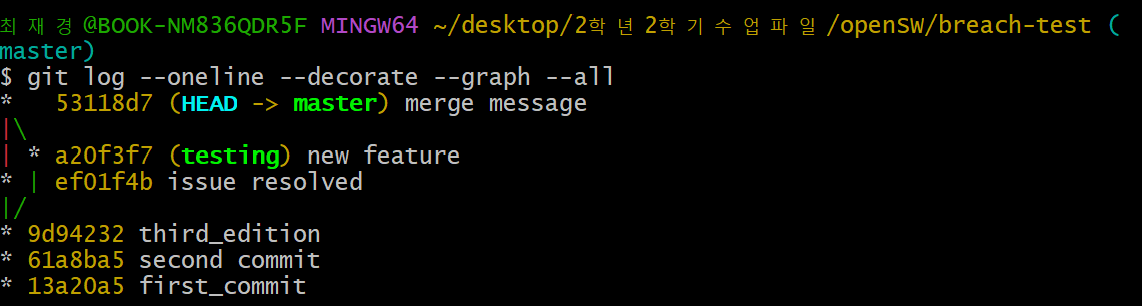 최재경@BOOK-NM836QDR5F MINGW64 ~/desktop/2학년2학기수업파일/openSW/breach-test (
master)
$ git log --oneline --decorate --graph --all
*   53118d7 (HEAD -> master) merge message
|\
| * a20f3f7 (testing) new feature
* | ef01f4b issue resolved
|/
* 9d94232 third_edition
* 61a8ba5 second commit
* 13a20a5 first_commit